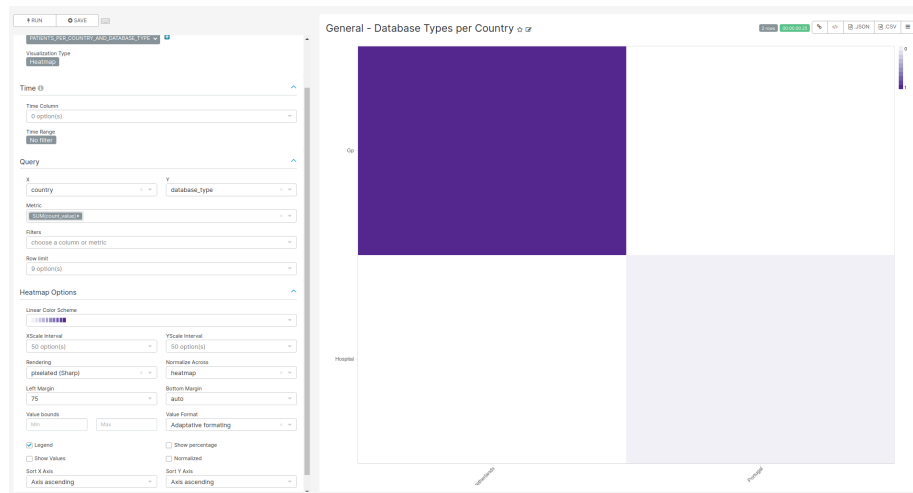 RUN SAVE
PATIENTS_PER_COUNTRY_AND_DATABASE_TYPE
Visualization Type
Heatmap
Time
Time Column
0 option(s)
Time Range
No filter
Query
X Y
country database_type
Metric
SUM(count_value)
Filters
choose a column or metric
Row limit
9 option(s)
Heatmap Options
Linear Color Scheme
XScale Interval YScale Interval
50 option(s) 50 option(s)
Rendering Normalize Across
pixelated (Sharp) heatmap
Left Margin Bottom Margin
75 auto
Value bounds Value Format
Min Max Adaptative formating
Legend Show percentage
Show Values Normalized
Sort X Axis Sort Y Axis
Axis ascending Axis ascending
General - Database Types per Country
rows .JSON .CSV
0
1
Gp
Hospital
Portugal